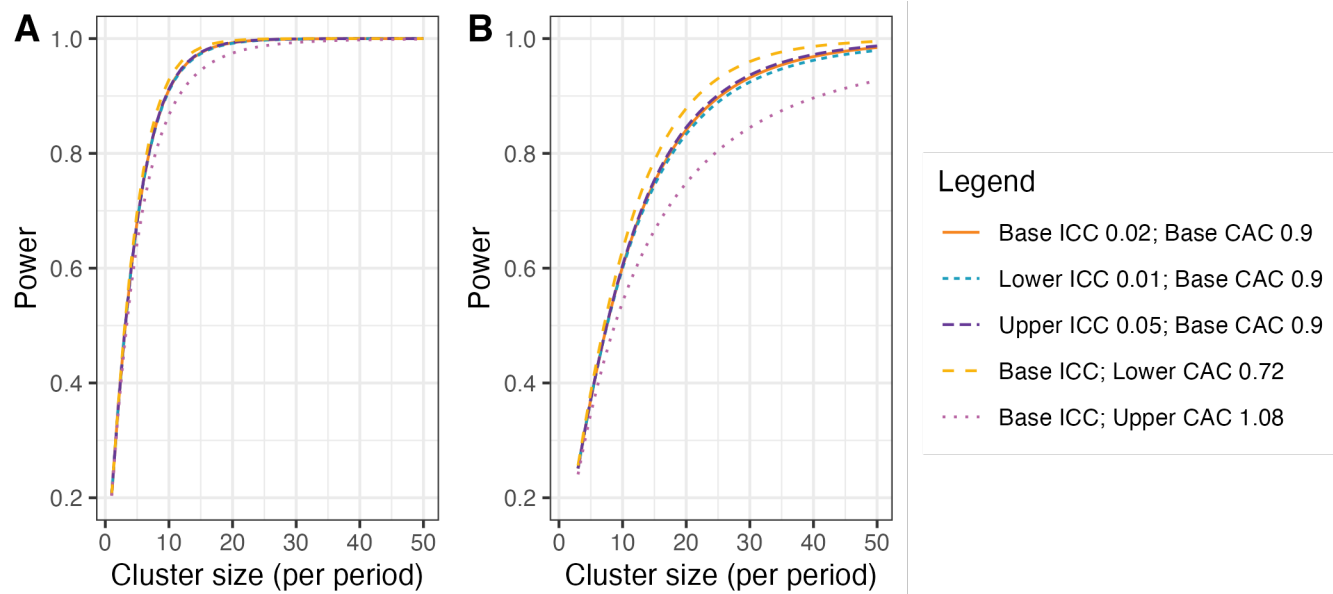 A
1.0
0.8
0.6
0.4
0.2
Power
0 10 20 30 40 50
Cluster size (per period)
B
1.0
0.8
0.6
0.4
0.2
Power
0 10 20 30 40 50
Cluster size (per period)
Legend
Base ICC 0.02; Base CAC 0.9
Lower ICC 0.01; Base CAC 0.9
Upper ICC 0.05; Base CAC 0.9
Base ICC; Lower CAC 0.72
Base ICC; Upper CAC 1.08